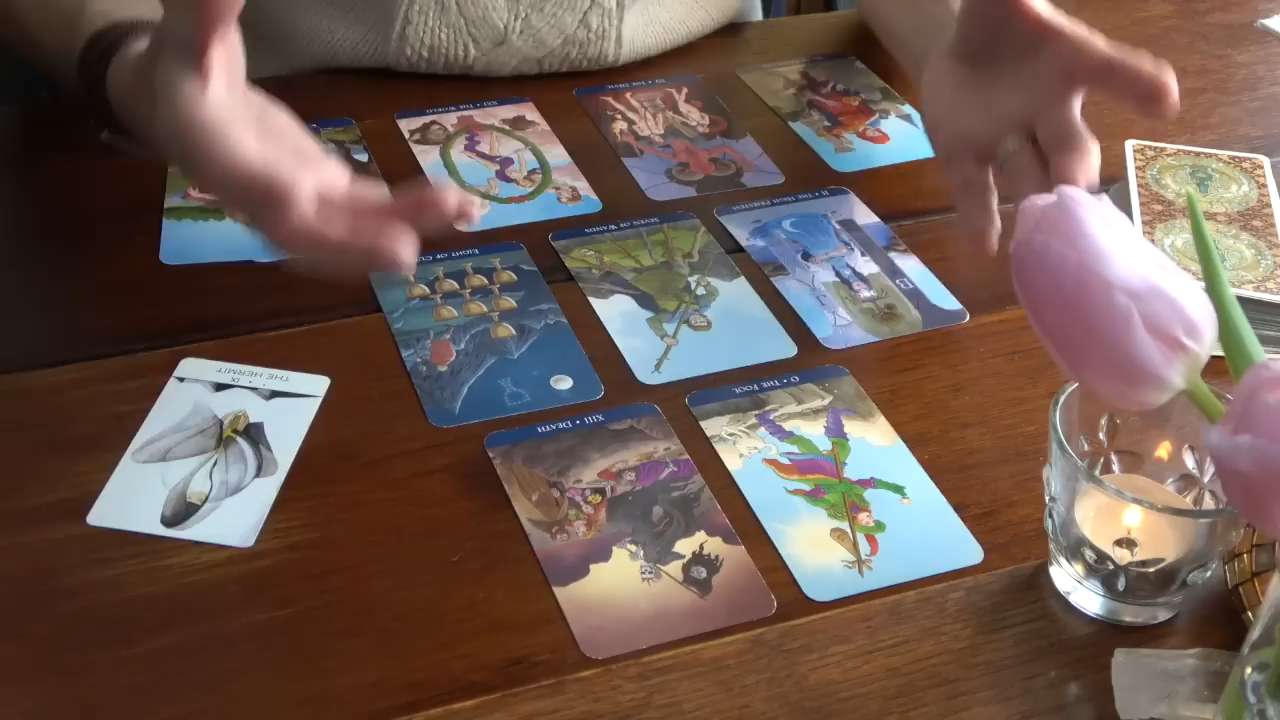 XXI • THE WORLD
XV • THE DEVIL
EIGHT OF CU
SEVEN OF WANDS
II • THE HIGH PRIESTESS
B
J
IX • THE HERMIT
XIII • DEATH
0 • THE FOOL